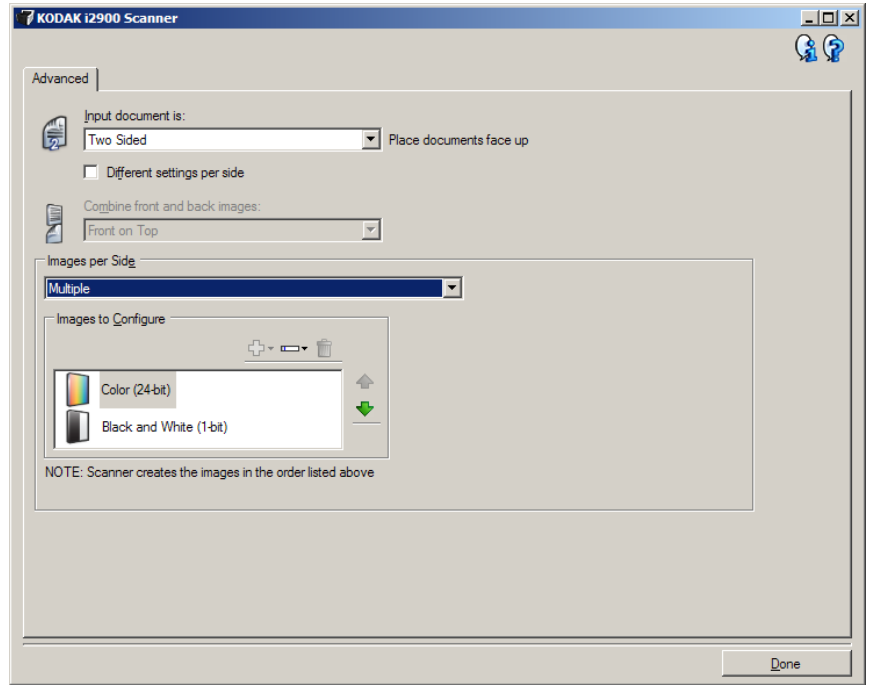 KODAK i2900 Scanner
Advanced
Input document is:
Two Sided
Place documents face up
Different settings per side
Combine front and back images:
Front on Top
Images per Side
Multiple
Images to Configure
Color (24-bit)
Black and White (1-bit)
NOTE: Scanner creates the images in the order listed above
Done